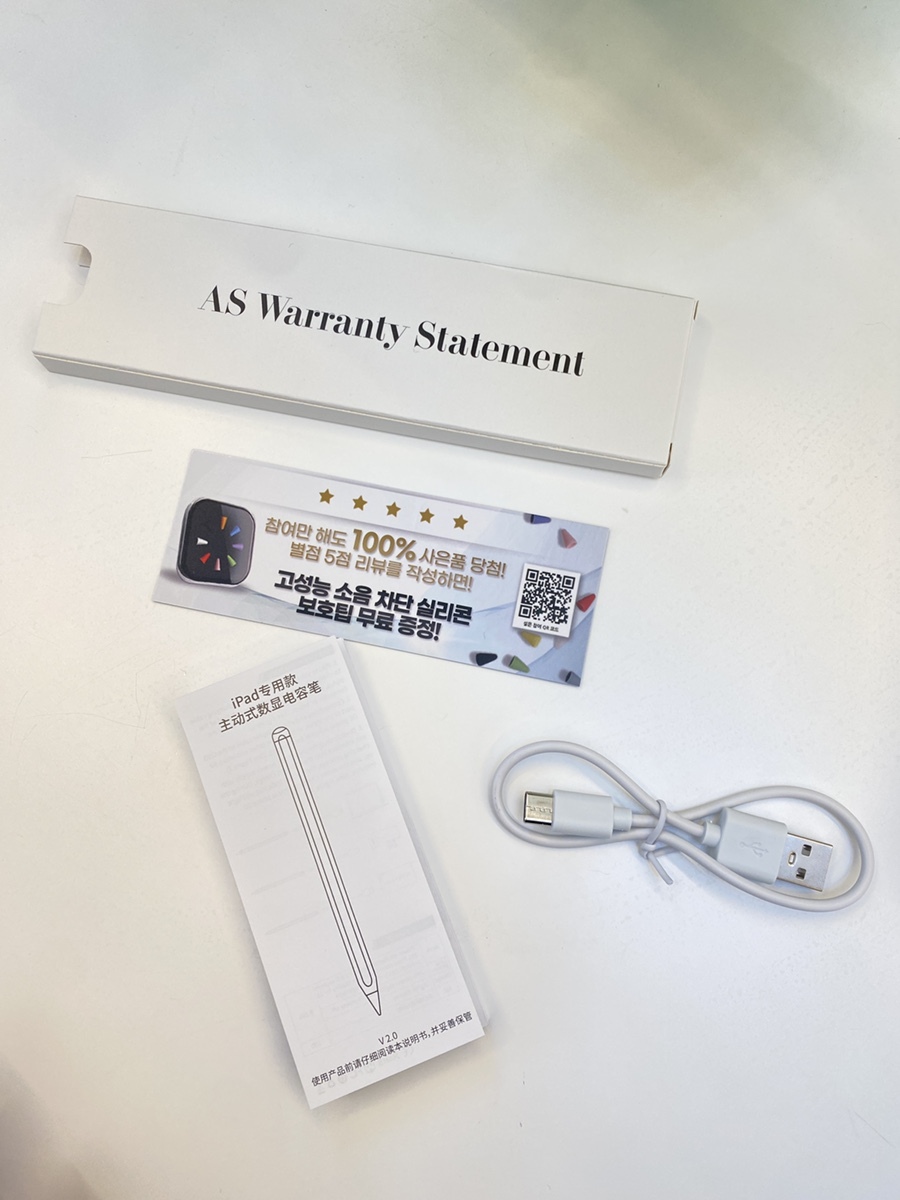 AS Warranty Statement
참여만 해도 100% 사은품 당첨!
별점 5점 리뷰를 작성하면!
고성능 소음 차단 실리콘
보호팁 무료 증정!
iPad专用款
主动式数显电容笔
V 2.0
使用产品前请仔细阅读本说明书,并妥善保管